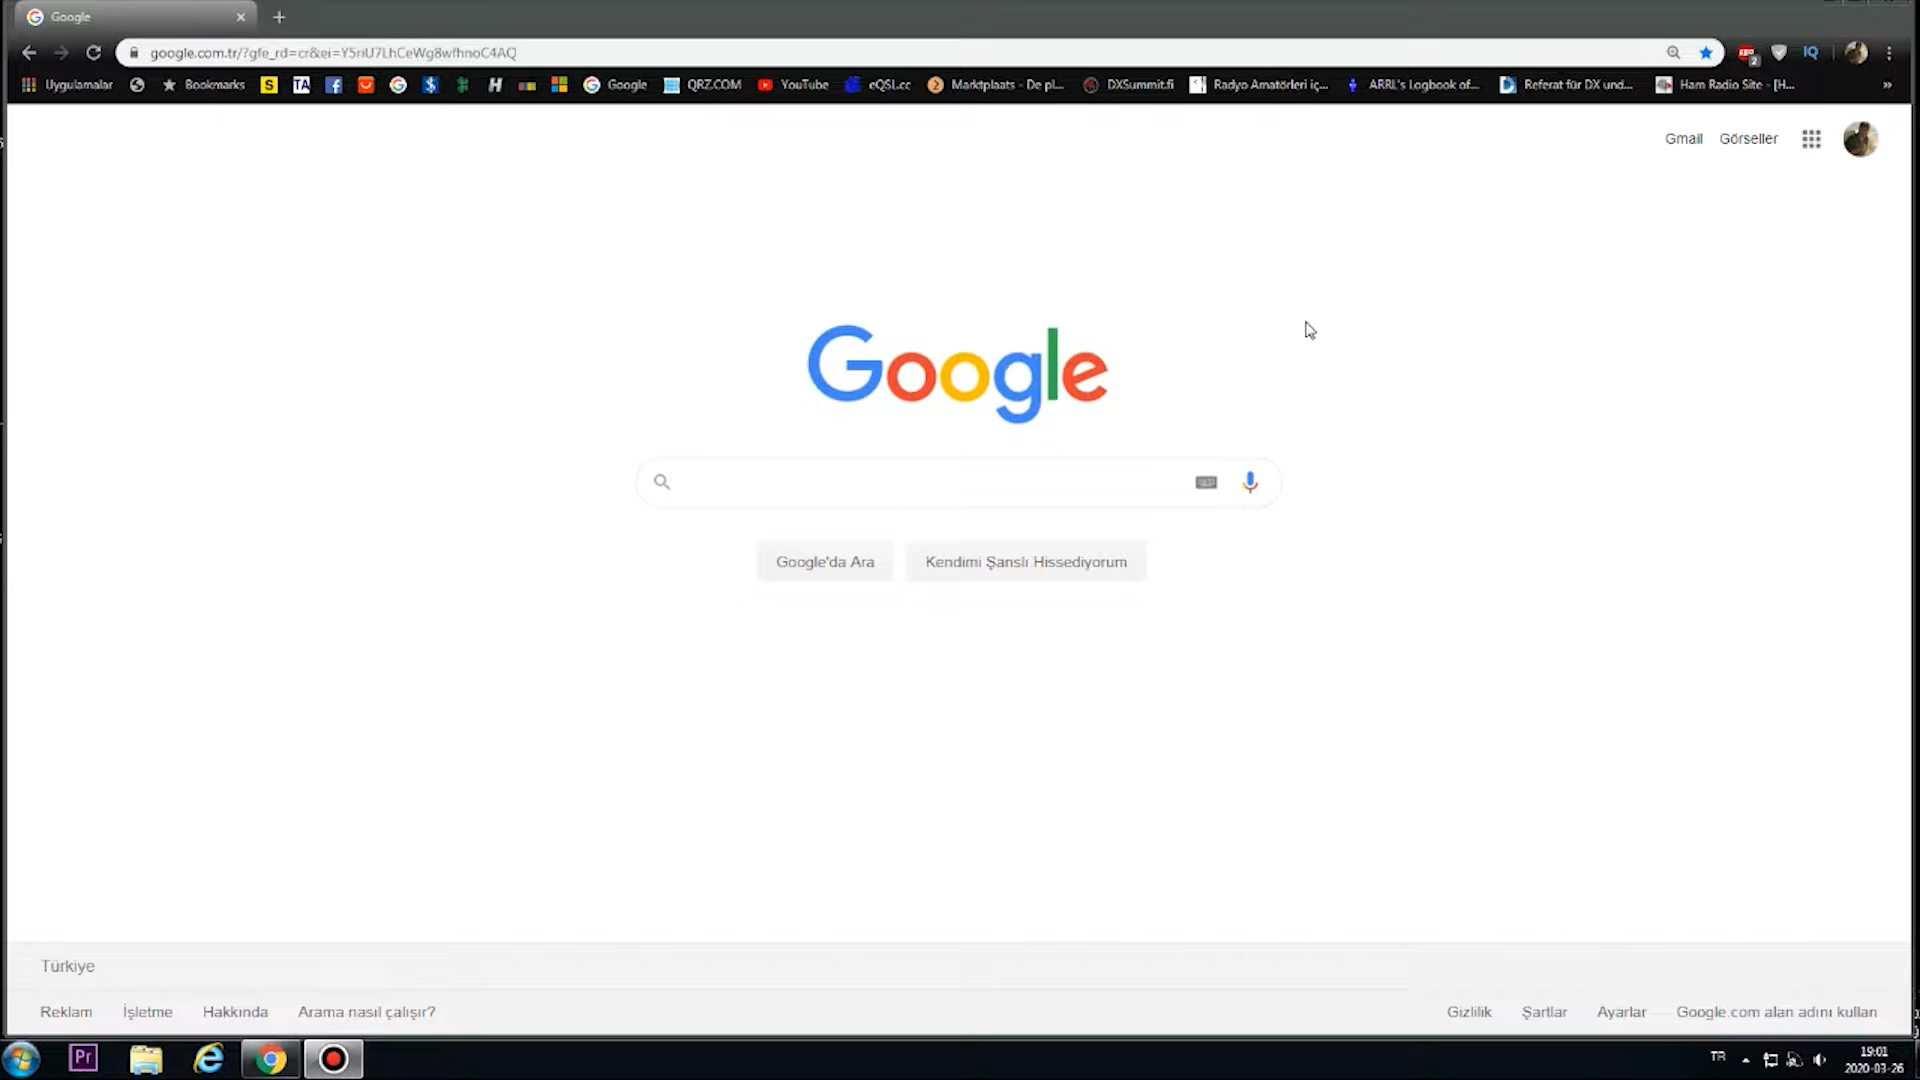 Google
google.com.tr/?gfe_rd=cr&ei=Y5riU7LhCeWg8wfhnoC4AQ
IQ
Uygulamalar Bookmarks S TA H Google QRZ.COM YouTube eQSL.cc Marktplaats - De pl... DXSummit.fi Radyo Amatörleri iç... ARRL's Logbook of... Referat für DX und... Ham Radio Site - [H... »
Gmail Görseller
Google
Google'da Ara Kendimi Şanslı Hissediyorum
Türkiye
Reklam İşletme Hakkında Arama nasıl çalışır? Gizlilik Şartlar Ayarlar Google.com alan adını kullan
Pr TR 19:01
2020-03-26